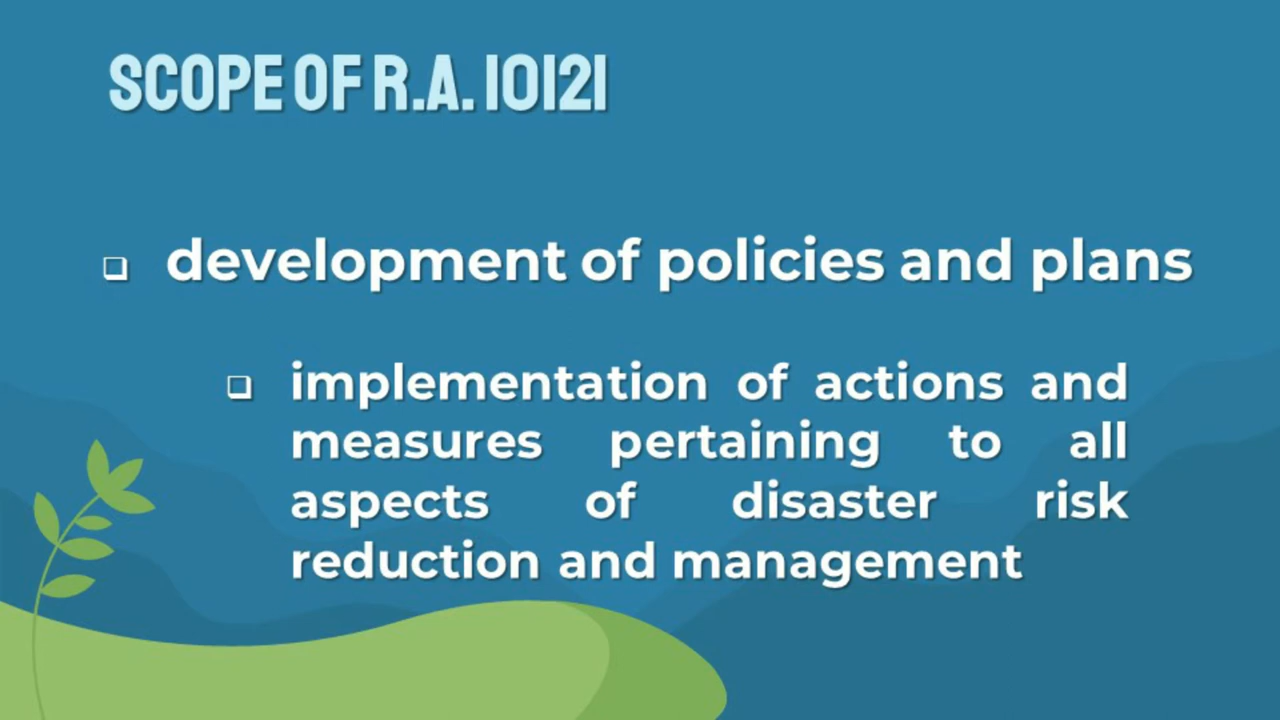 SCOPE OF R.A. 10121
development of policies and plans
implementation of actions and
measures pertaining to all
aspects of disaster risk
reduction and management